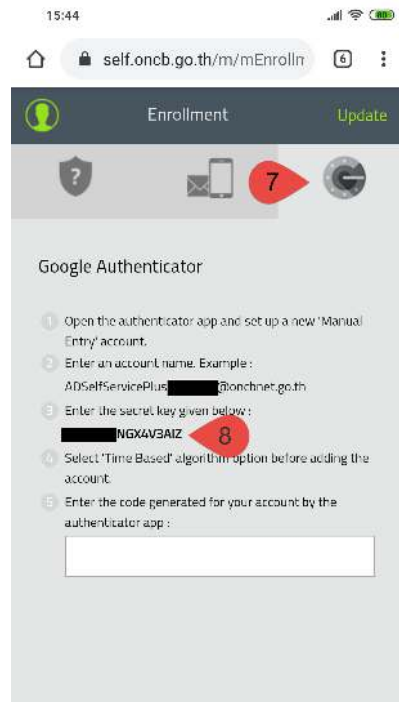 15:44
80
self.oncb.go.th/m/mEnrolln
6
Enrollment
Update
?
7
Google Authenticator
1 Open the authenticator app and set up a new 'Manual
Entry' account.
2 Enter an account name. Example :
ADSelfServicePlus @oncbnet.go.th
3 Enter the secret key given below :
NGX4V3AIZ
8
4 Select 'Time Based' algorithm option before adding the
account.
5 Enter the code generated for your account by the
authenticator app :